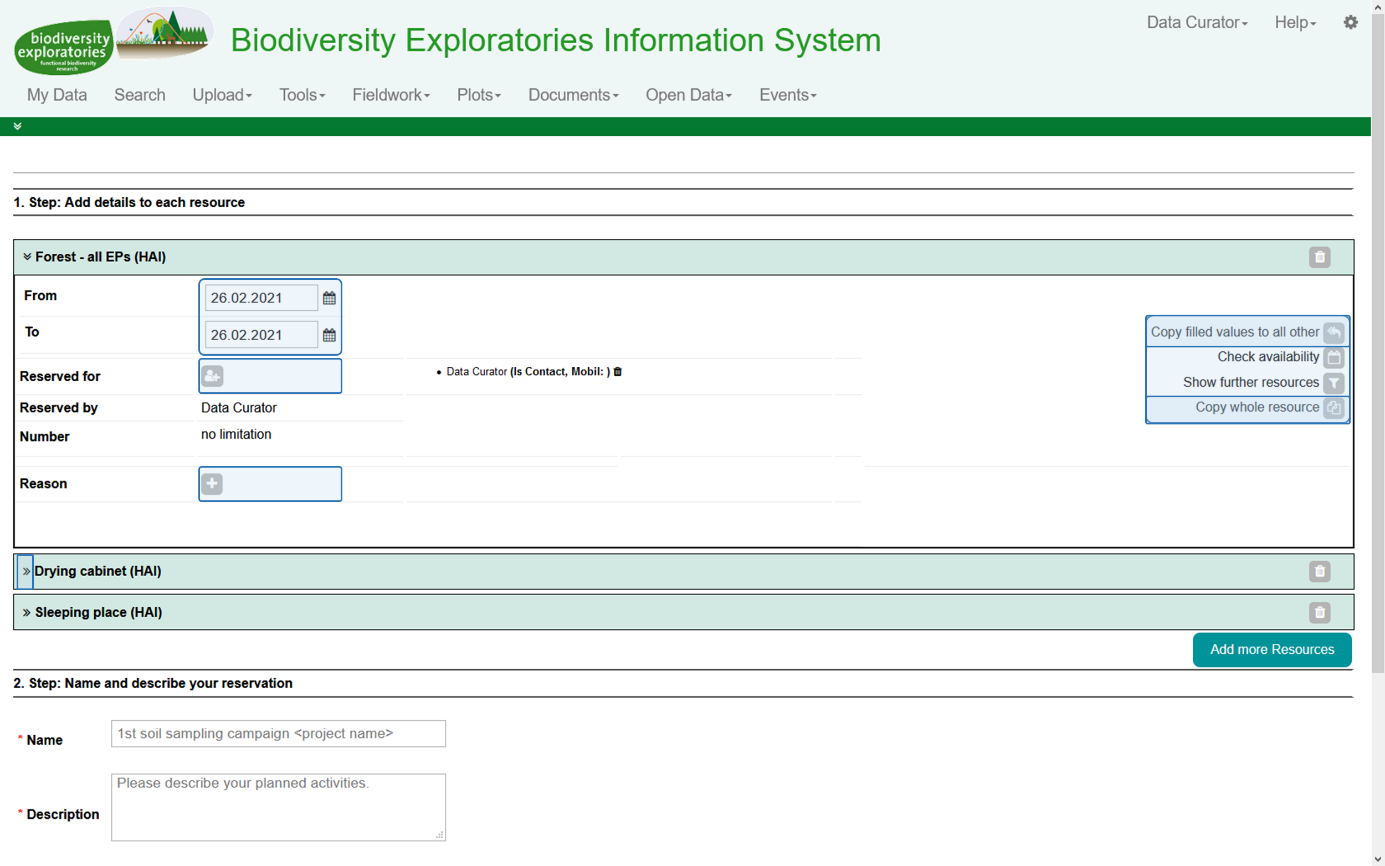 biodiversity
exploratories
functional biodiversity
research
Biodiversity Exploratories Information System
Data Curator Help
My Data Search Upload Tools Fieldwork Plots Documents Open Data Events
1. Step: Add details to each resource
Forest - all EPs (HAI)
From 26.02.2021
To 26.02.2021
Copy filled values to all other
Check availability
Show further resources
Copy whole resource
Reserved for
• Data Curator (Is Contact, Mobil: )
Reserved by Data Curator
Number no limitation
Reason
Drying cabinet (HAI)
Sleeping place (HAI)
Add more Resources
2. Step: Name and describe your reservation
* Name 1st soil sampling campaign <project name>
* Description Please describe your planned activities.